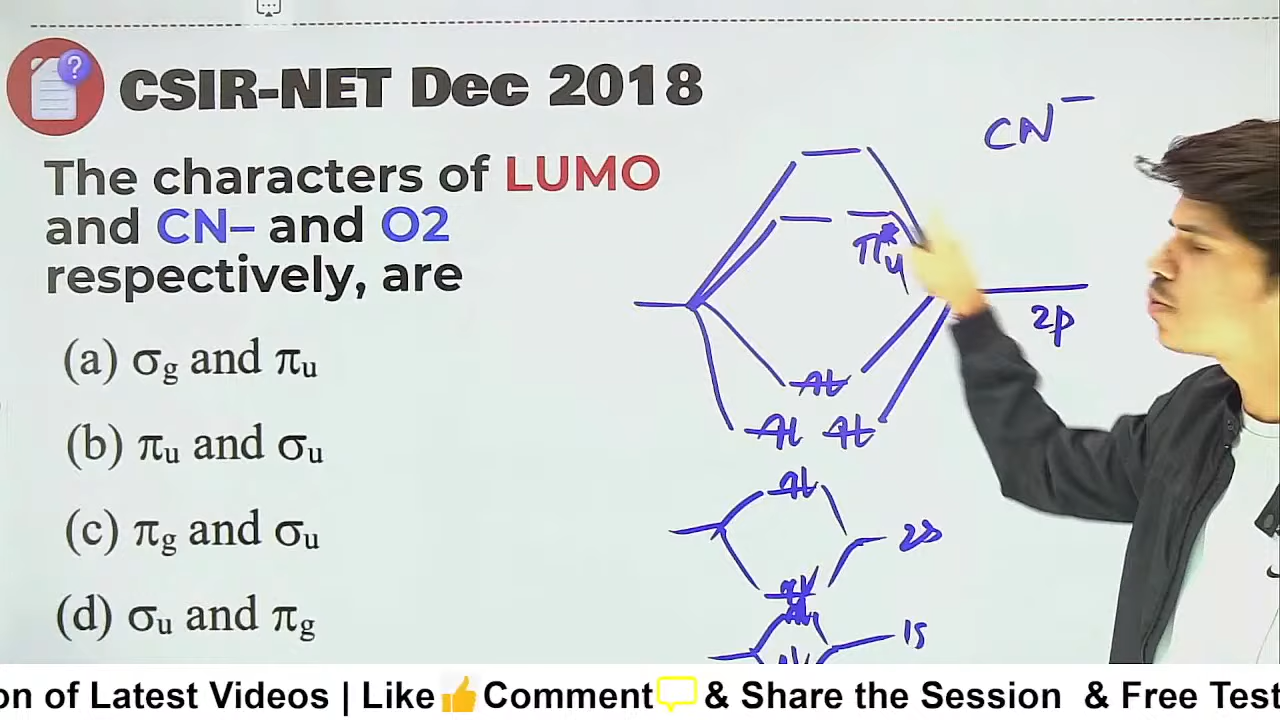 CSIR-NET Dec 2018
The characters of LUMO
and CN– and O2
respectively, are
(a) σg and πu
(b) πu and σu
(c) πg and σu
(d) σu and πg
CN⁻
π*u
2p
2s
1s
on of Latest Videos | Like 👍 Comment 💬 & Share the Session & Free Test